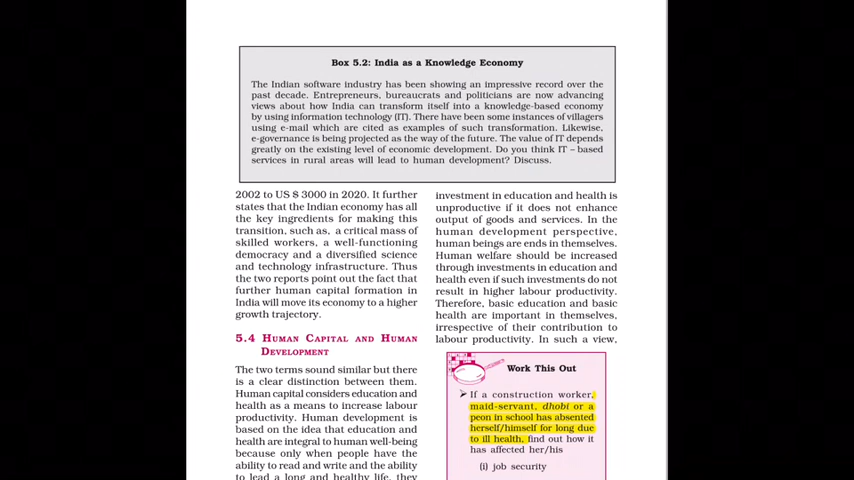 Box 5.2: India as a Knowledge Economy
The Indian software industry has been showing an impressive record over the
past decade. Entrepreneurs, bureaucrats and politicians are now advancing
views about how India can transform itself into a knowledge-based economy
by using information technology (IT). There have been some instances of villagers
using e-mail which are cited as examples of such transformation. Likewise,
e-governance is being projected as the way of the future. The value of IT depends
greatly on the existing level of economic development. Do you think IT – based
services in rural areas will lead to human development? Discuss.
2002 to US $ 3000 in 2020. It further
states that the Indian economy has all
the key ingredients for making this
transition, such as, a critical mass of
skilled workers, a well-functioning
democracy and a diversified science
and technology infrastructure. Thus
the two reports point out the fact that
further human capital formation in
India will move its economy to a higher
growth trajectory.
5.4 HUMAN CAPITAL AND HUMAN
DEVELOPMENT
The two terms sound similar but there
is a clear distinction between them.
Human capital considers education and
health as a means to increase labour
productivity. Human development is
based on the idea that education and
health are integral to human well-being
because only when people have the
ability to read and write and the ability
to lead a long and healthy life, they
investment in education and health is
unproductive if it does not enhance
output of goods and services. In the
human development perspective,
human beings are ends in themselves.
Human welfare should be increased
through investments in education and
health even if such investments do not
result in higher labour productivity.
Therefore, basic education and basic
health are important in themselves,
irrespective of their contribution to
labour productivity. In such a view,
Work This Out
➢ If a construction worker,
maid-servant, dhobi or a
peon in school has absented
herself/himself for long due
to ill health, find out how it
has affected her/his
(i) job security